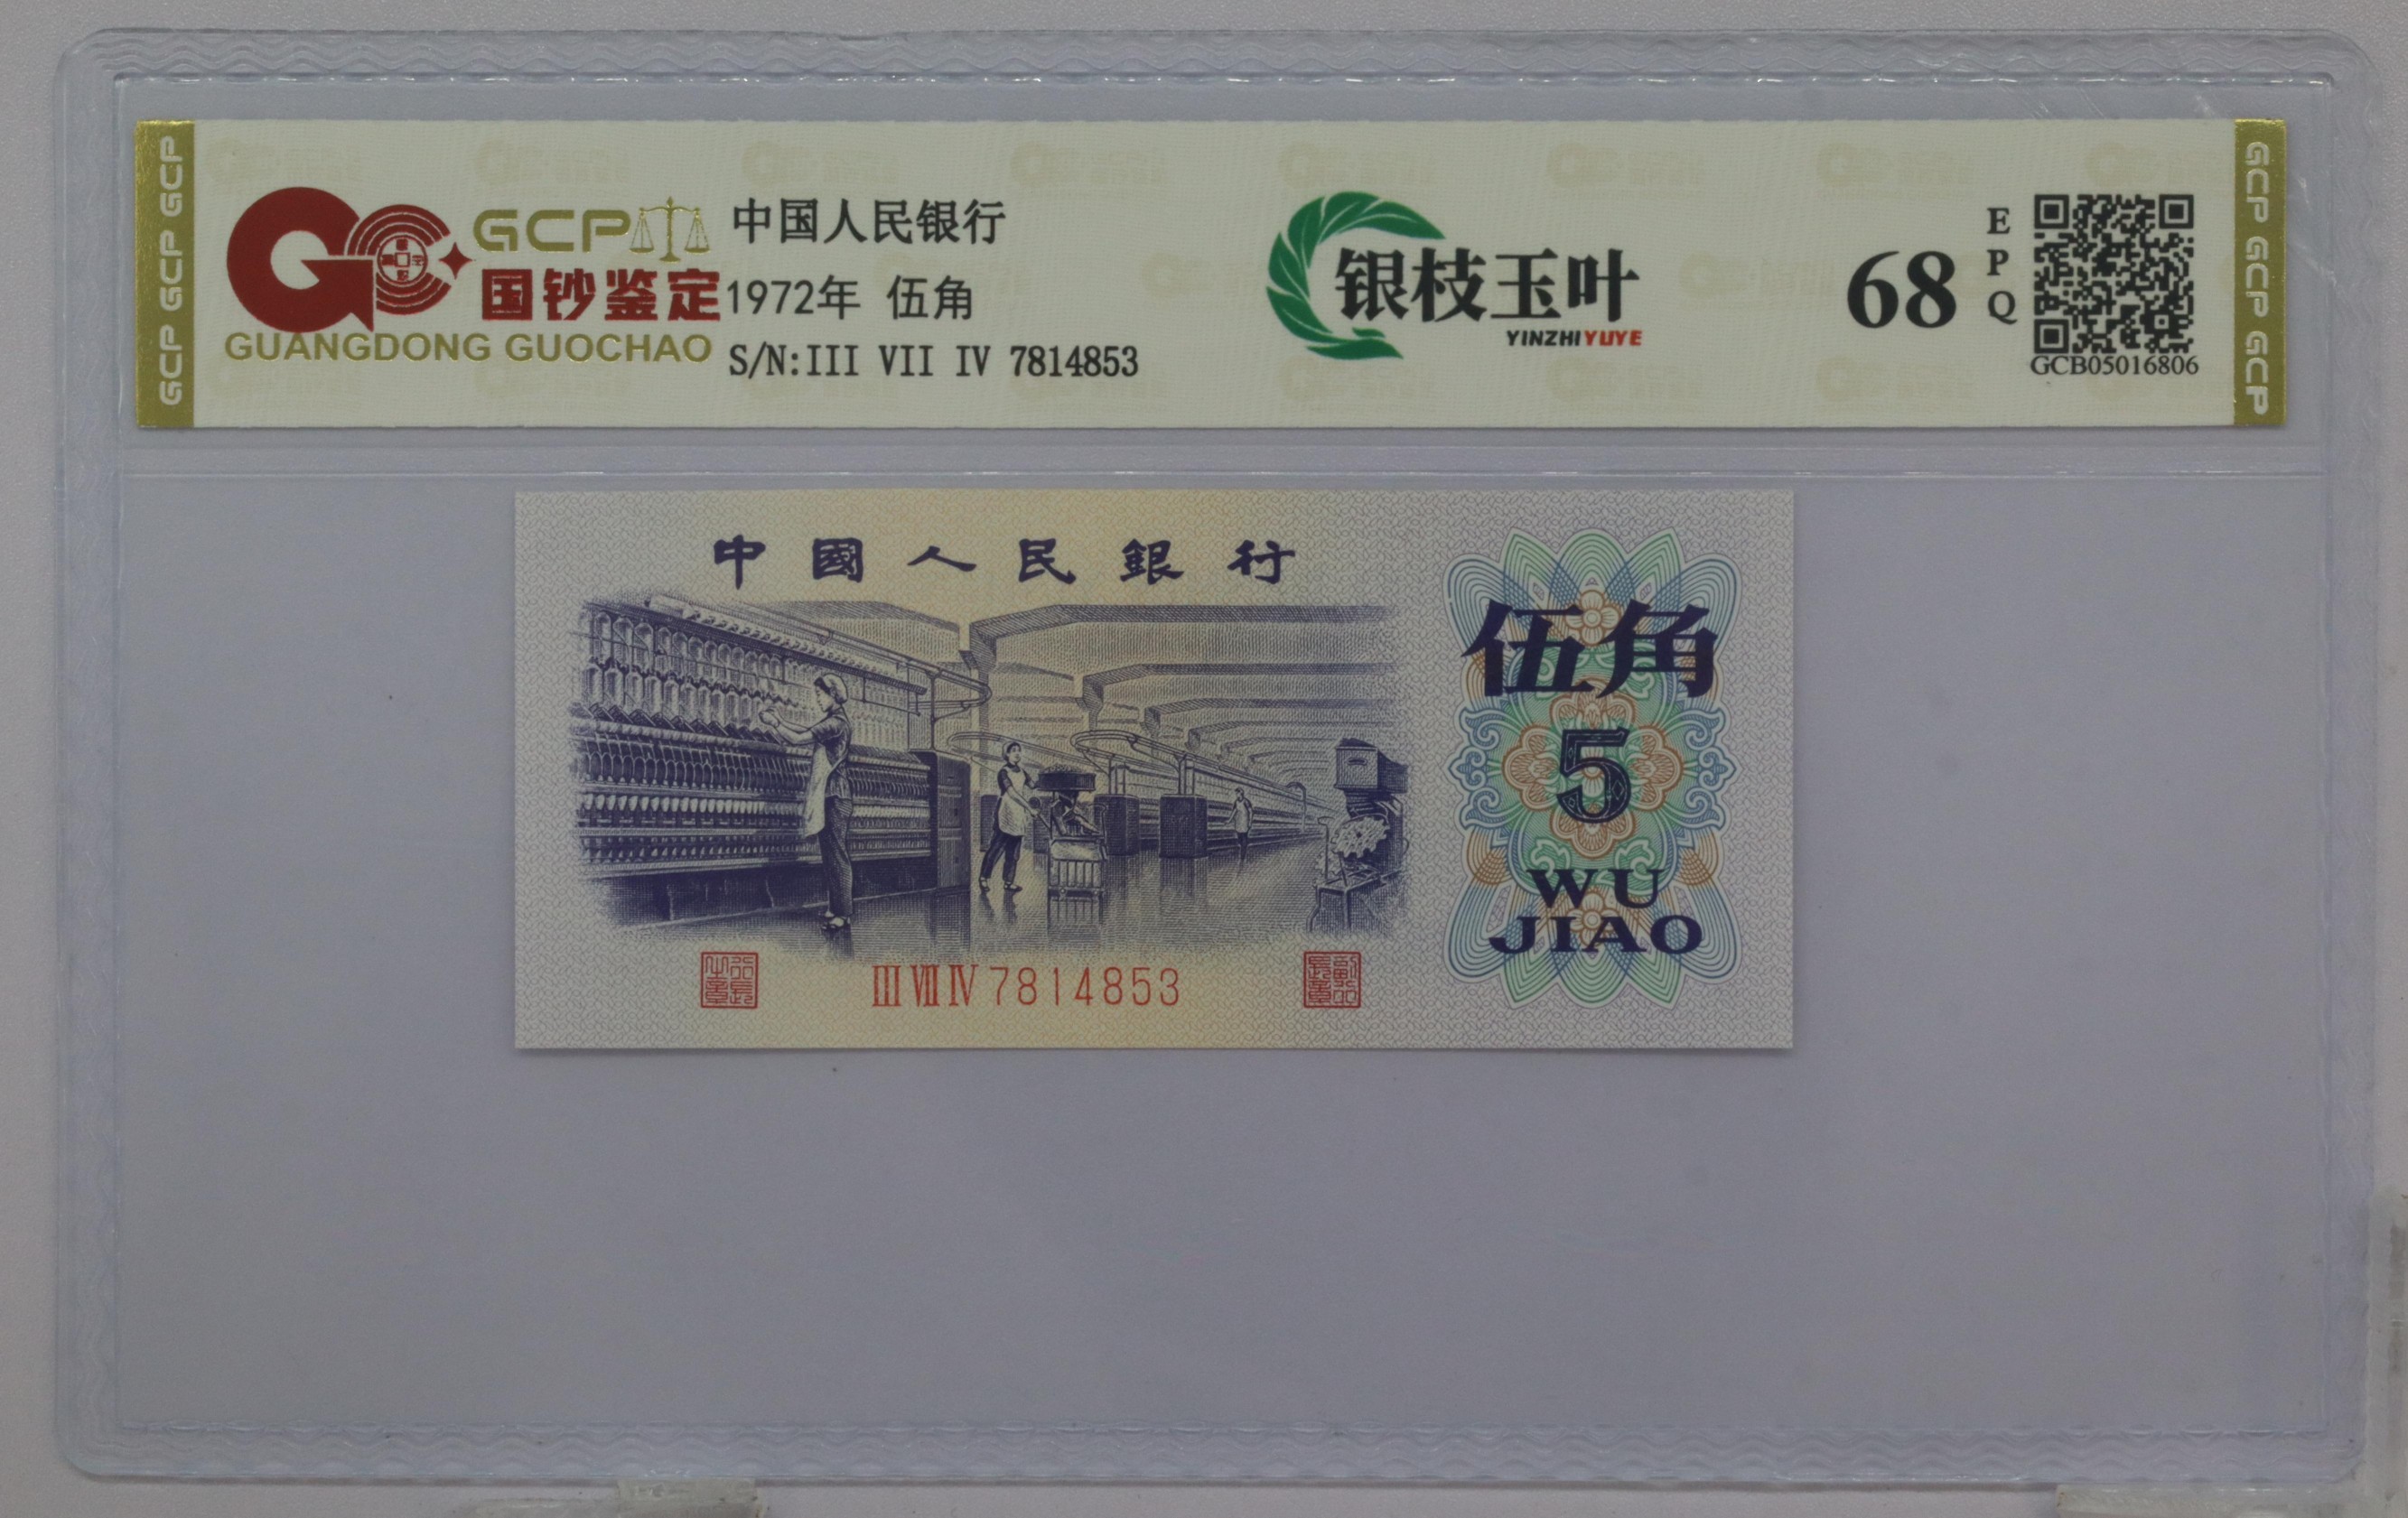 GCP GCP GCP
GCP
国钞鉴定
GUANGDONG GUOCHAO
中国人民银行
1972年 伍角
S/N:III VII IV 7814853
银枝玉叶
YINZHIYUYE
68
EPQ
GCB05016806
GCP GCP GCP
中國人民銀行
伍角
5
WU
JIAO
III VII IV 7814853